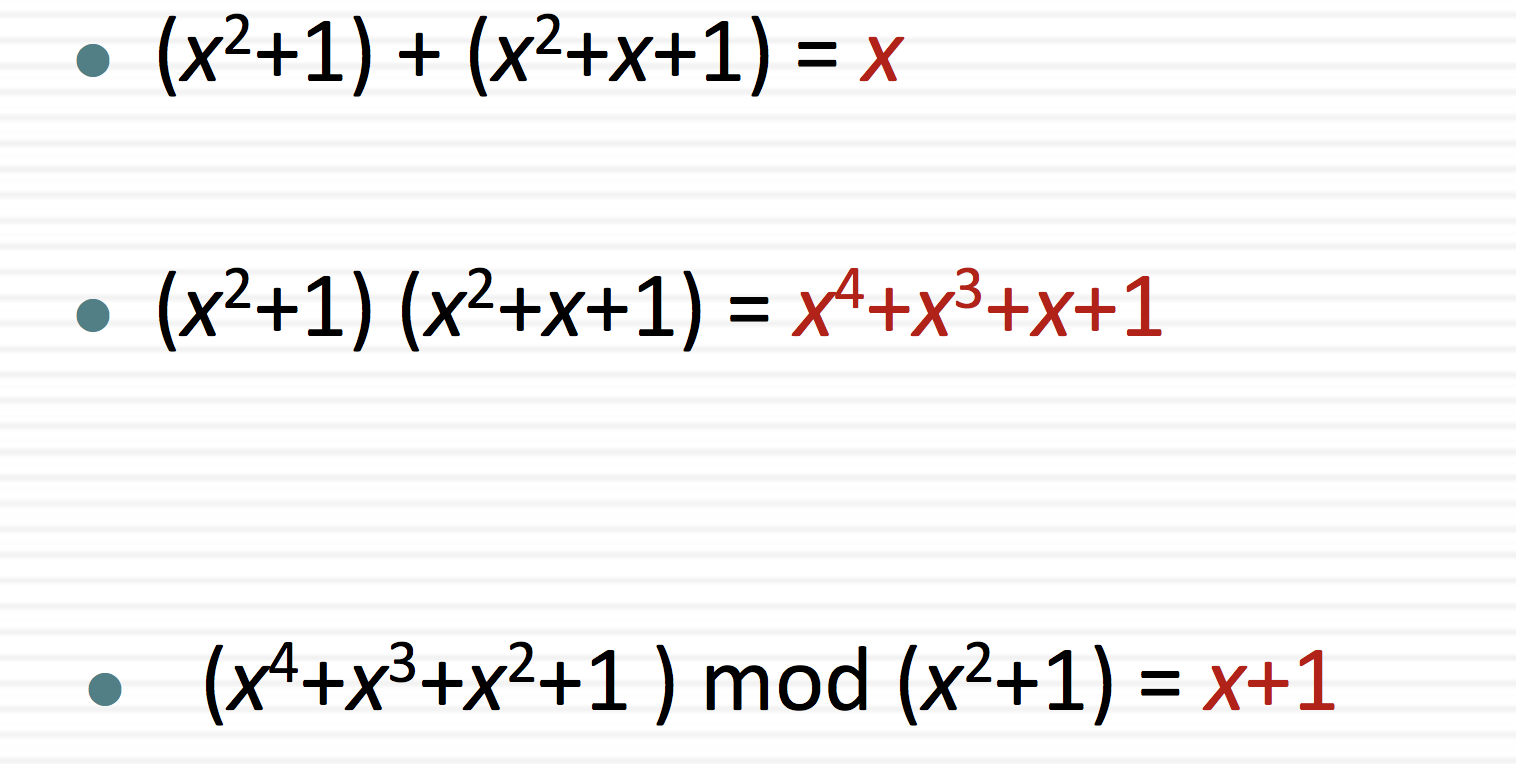 • (x²+1) + (x²+x+1) = x
• (x²+1) (x²+x+1) = x⁴+x³+x+1
• (x⁴+x³+x²+1 ) mod (x²+1) = x+1